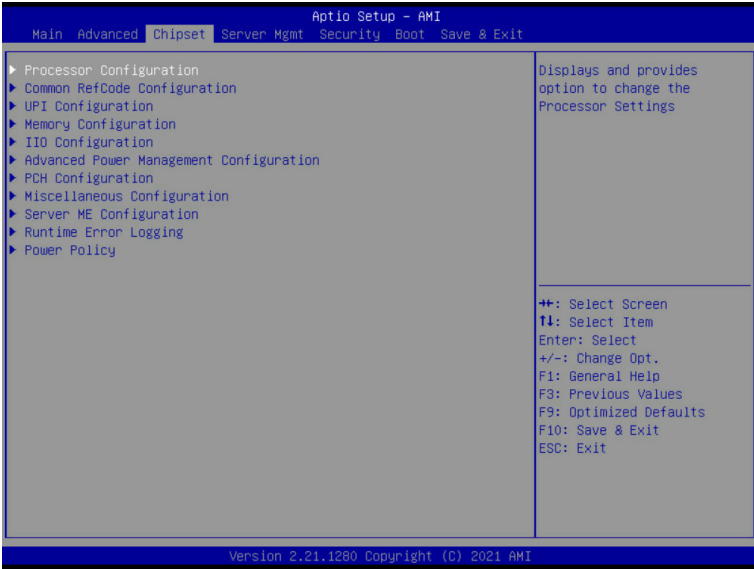 Aptio Setup – AMI
Main Advanced Chipset Server Mgmt Security Boot Save & Exit
Processor Configuration
Common RefCode Configuration
UPI Configuration
Memory Configuration
IIO Configuration
Advanced Power Management Configuration
PCH Configuration
Miscellaneous Configuration
Server ME Configuration
Runtime Error Logging
Power Policy
Displays and provides
option to change the
Processor Settings
→←: Select Screen
↑↓: Select Item
Enter: Select
+/-: Change Opt.
F1: General Help
F3: Previous Values
F9: Optimized Defaults
F10: Save & Exit
ESC: Exit
Version 2.21.1280 Copyright (C) 2021 AMI